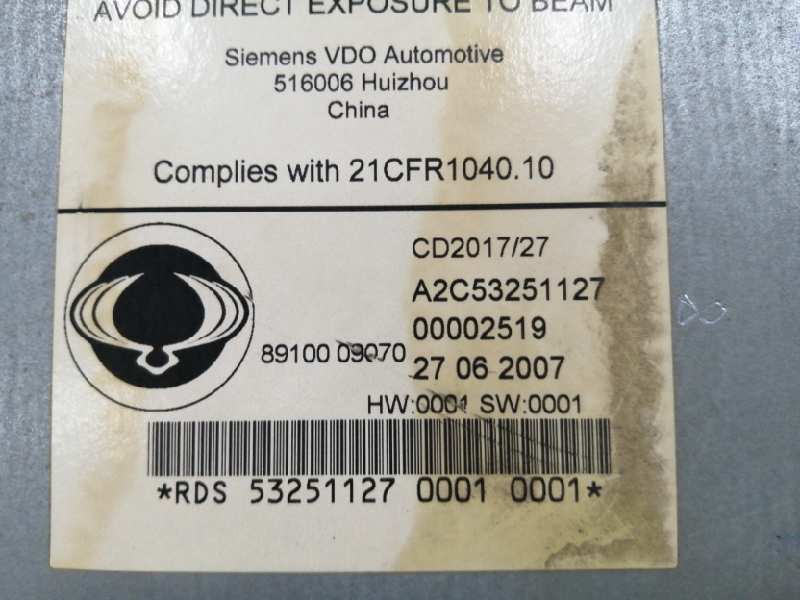 AVOID DIRECT EXPOSURE TO BEAM
Siemens VDO Automotive
516006 Huizhou
China
Complies with 21CFR1040.10
CD2017/27
A2C53251127
00002519
89100 09070
27 06 2007
HW:0001 SW:0001
*RDS 53251127 0001 0001*